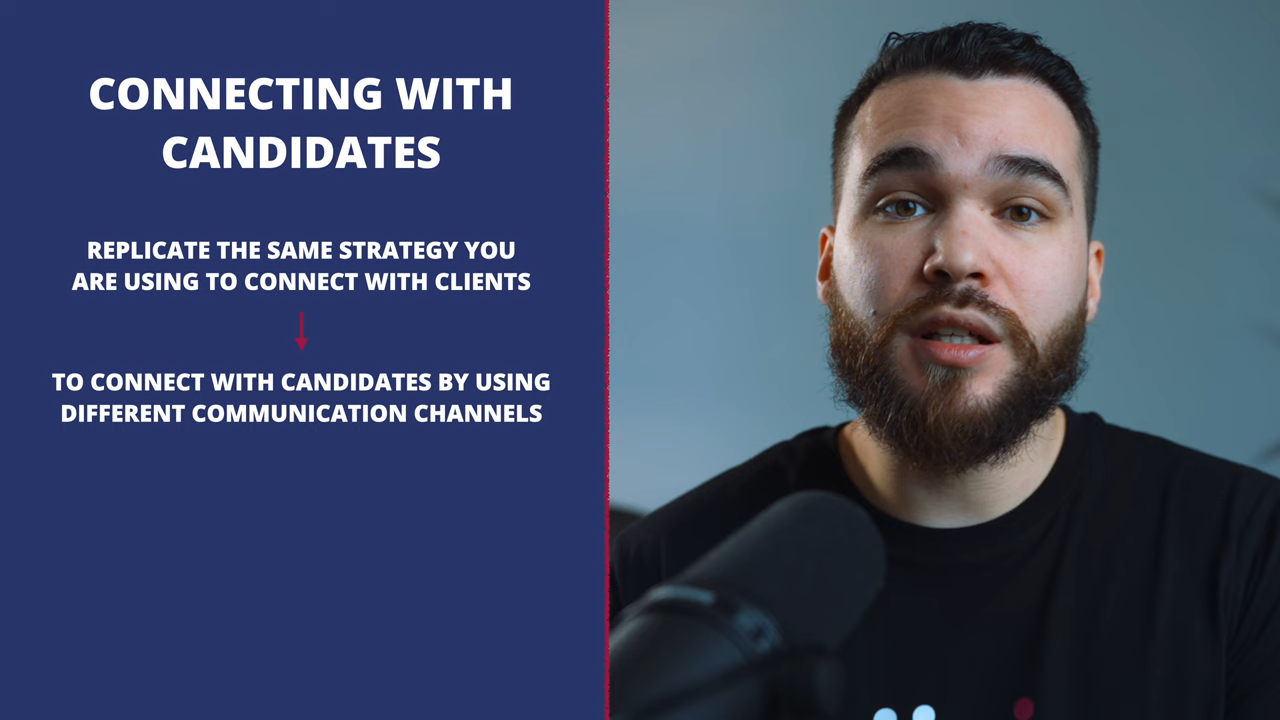 CONNECTING WITH
CANDIDATES
REPLICATE THE SAME STRATEGY YOU
ARE USING TO CONNECT WITH CLIENTS
TO CONNECT WITH CANDIDATES BY USING
DIFFERENT COMMUNICATION CHANNELS